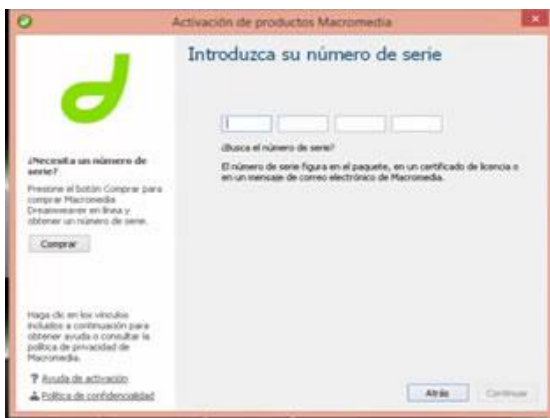 Activación de productos Macromedia
Introduzca su número de serie
¿Busca el número de serie?
El número de serie figura en el paquete, en un certificado de licencia o
en un mensaje de correo electrónico de Macromedia.
¿Necesita un número de
serie?
Presione el botón Comprar para
comprar Macromedia
Dreamweaver en línea y
obtener un número de serie.
Comprar
Haga clic en los vínculos
incluidos a continuación para
obtener ayuda o consultar la
política de privacidad de
Macromedia.
Ayuda de activación
Política de confidencialidad
Atrás
Continuar